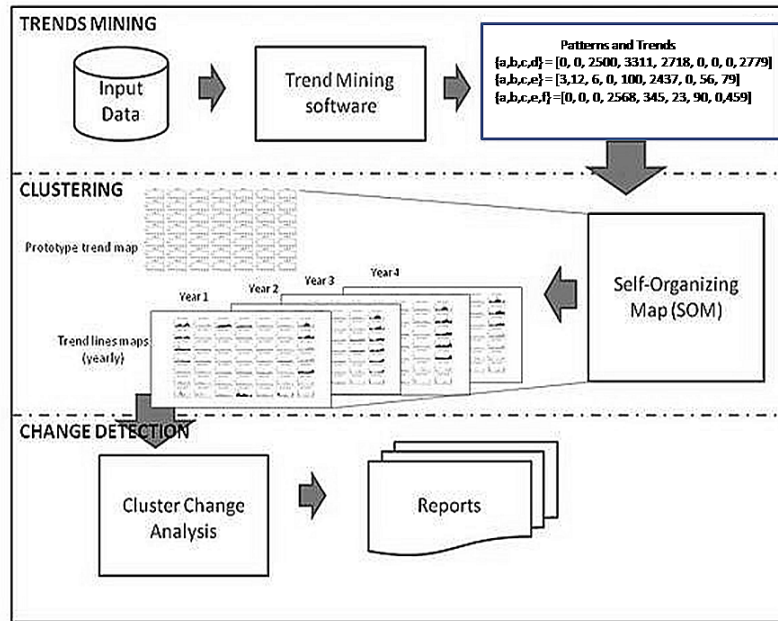 TRENDS MINING
Input
Data
Trend Mining
software
Patterns and Trends
{a,b,c,d} = [0, 0, 2500, 3311, 2718, 0, 0, 0, 2779]
{a,b,c,e} = [3,12, 6, 0, 100, 2437, 0, 56, 79]
{a,b,c,e,f} =[0, 0, 0, 2568, 345, 23, 90, 0,459]
CLUSTERING
Prototype trend map
Year 1
Year 2
Year 3
Year 4
Trend lines maps
(yearly)
Self-Organizing
Map (SOM)
CHANGE DETECTION
Cluster Change
Analysis
Reports